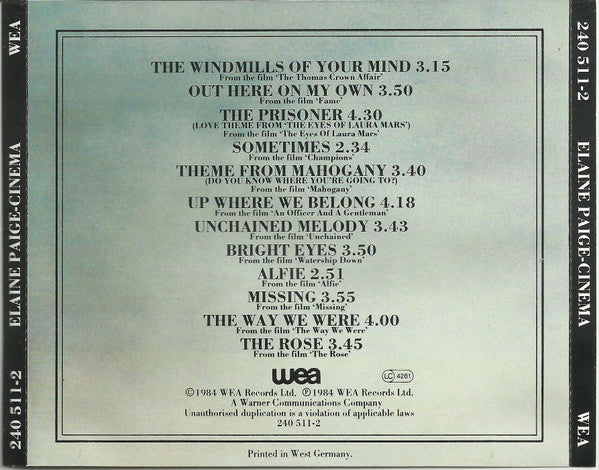 THE WINDMILLS OF YOUR MIND 3.15
From the film 'The Thomas Crown Affair'
OUT HERE ON MY OWN 3.50
From the film 'Fame'
THE PRISONER 4.30
(LOVE THEME FROM 'THE EYES OF LAURA MARS')
From the film 'The Eyes Of Laura Mars'
SOMETIMES 2.34
From the film 'Champions'
THEME FROM MAHOGANY 3.40
(DO YOU KNOW WHERE YOU'RE GOING TO?)
From the film 'Mahogany'
UP WHERE WE BELONG 4.18
From the film 'An Officer And A Gentleman'
UNCHAINED MELODY 3.43
From the film 'Unchained'
BRIGHT EYES 3.50
From the film 'Watership Down'
ALFIE 2.51
From the film 'Alfie'
MISSING 3.55
From the film 'Missing'
THE WAY WE WERE 4.00
From the film 'The Way We Were'
THE ROSE 3.45
From the film 'The Rose'
wea
LC 4281
©1984 WEA Records Ltd. ℗1984 WEA Records Ltd.
A Warner Communications Company
Unauthorised duplication is a violation of applicable laws
240 511-2
Printed in West Germany.
240 511-2 ELAINE PAIGE-CINEMA WEA
240 511-2 ELAINE PAIGE-CINEMA WEA